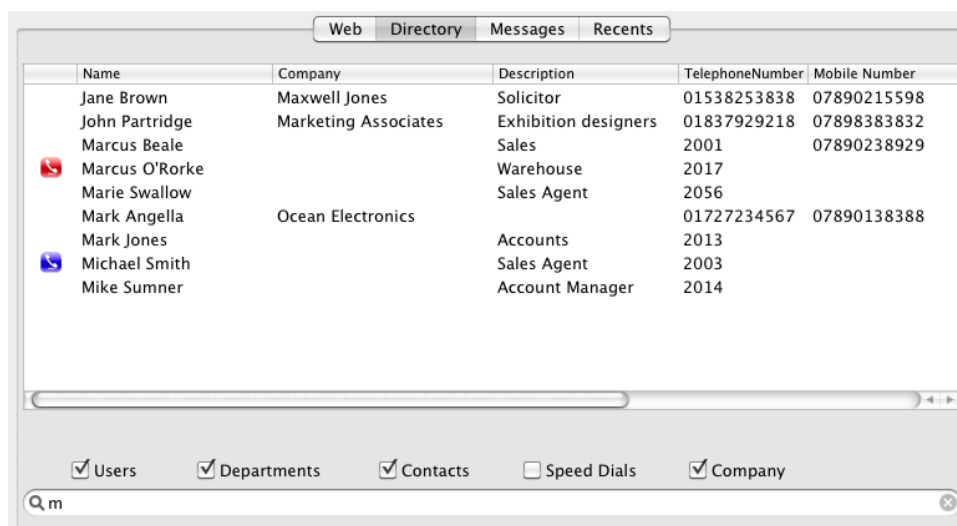 Web Directory Messages Recents
Name Company Description TelephoneNumber Mobile Number
Jane Brown Maxwell Jones Solicitor 01538253838 07890215598
John Partridge Marketing Associates Exhibition designers 01837929218 07898383832
Marcus Beale Sales 2001 07890238929
Marcus O'Rorke Warehouse 2017
Marie Swallow Sales Agent 2056
Mark Angella Ocean Electronics 01727234567 07890138388
Mark Jones Accounts 2013
Michael Smith Sales Agent 2003
Mike Sumner Account Manager 2014
Users Departments Contacts Speed Dials Company
m